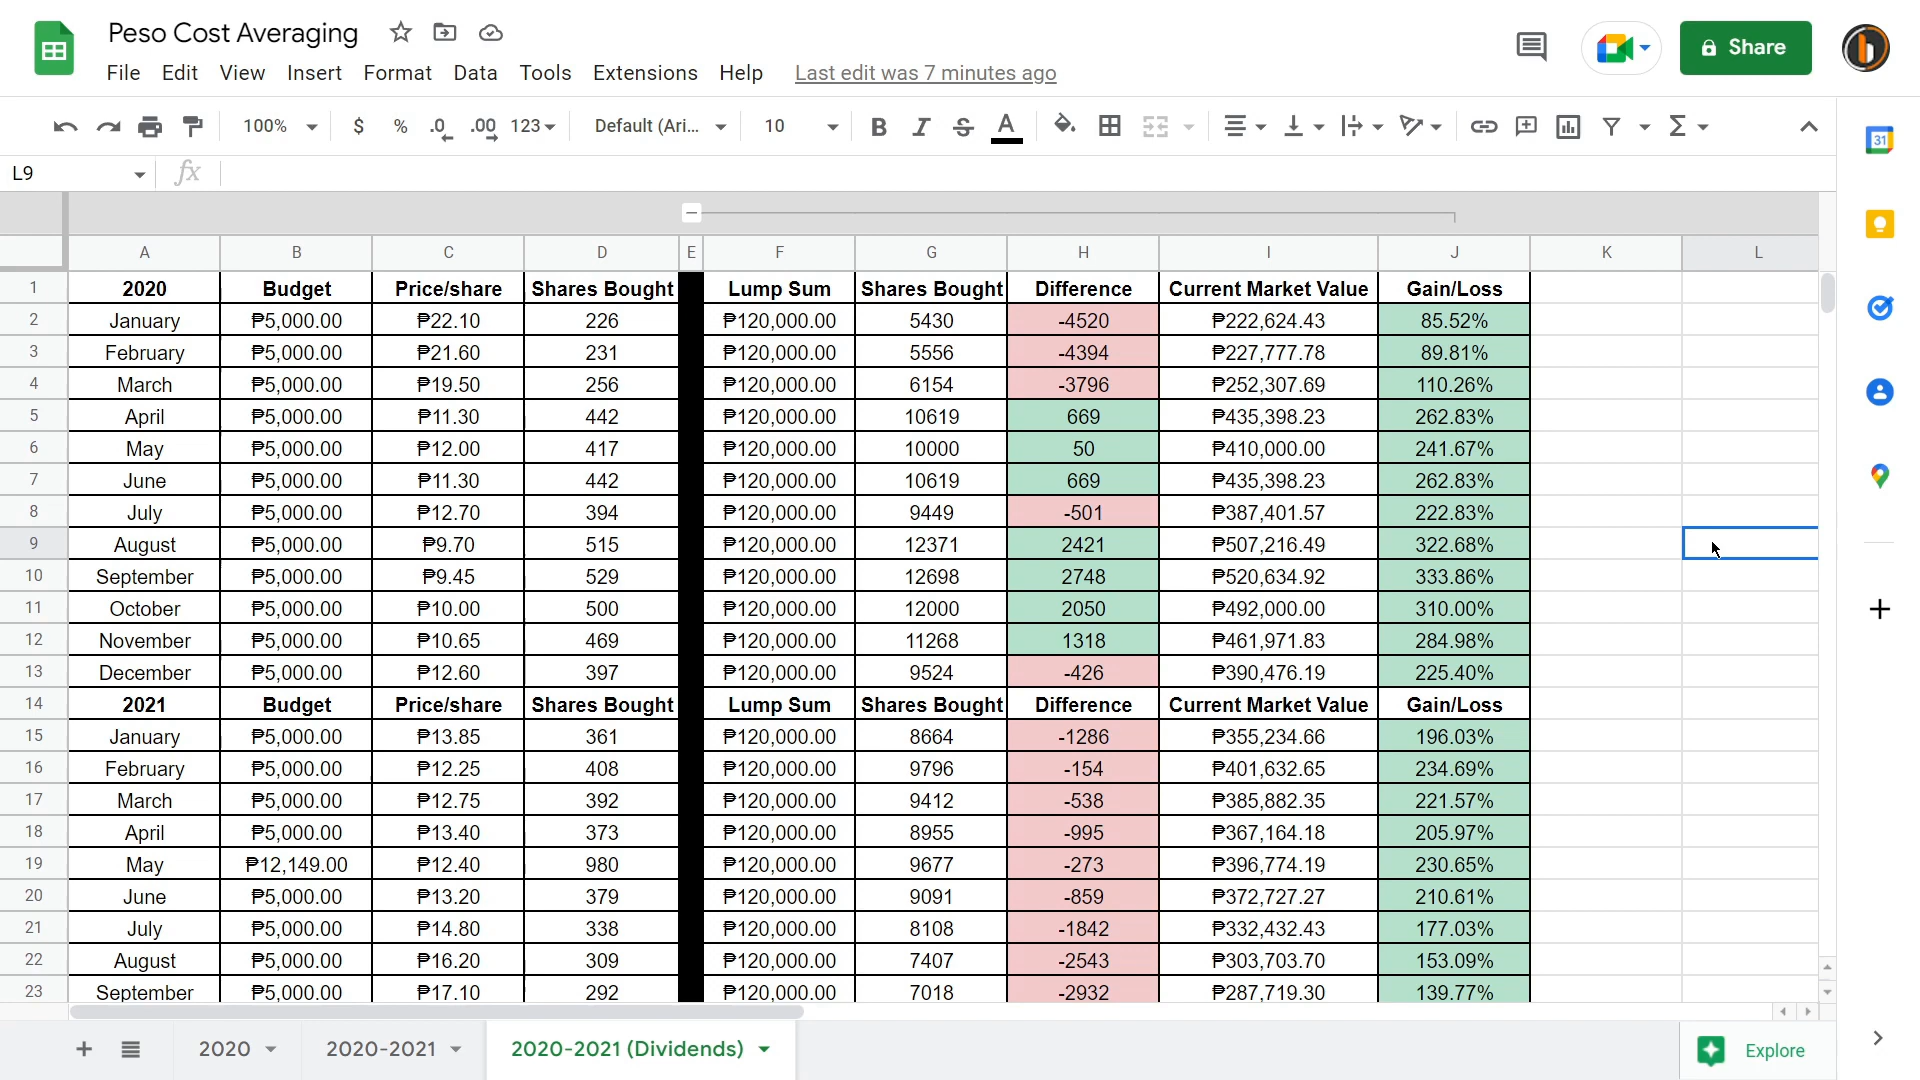 Peso Cost Averaging
File Edit View Insert Format Data Tools Extensions Help Last edit was 7 minutes ago
Share
100% $ % .0 .00 123 Default (Ari... 10 B I S A
31
L9 fx
A B C D E F G H I J K L
1 2020 Budget Price/share Shares Bought Lump Sum Shares Bought Difference Current Market Value Gain/Loss
2 January ₱5,000.00 ₱22.10 226 ₱120,000.00 5430 -4520 ₱222,624.43 85.52%
3 February ₱5,000.00 ₱21.60 231 ₱120,000.00 5556 -4394 ₱227,777.78 89.81%
4 March ₱5,000.00 ₱19.50 256 ₱120,000.00 6154 -3796 ₱252,307.69 110.26%
5 April ₱5,000.00 ₱11.30 442 ₱120,000.00 10619 669 ₱435,398.23 262.83%
6 May ₱5,000.00 ₱12.00 417 ₱120,000.00 10000 50 ₱410,000.00 241.67%
7 June ₱5,000.00 ₱11.30 442 ₱120,000.00 10619 669 ₱435,398.23 262.83%
8 July ₱5,000.00 ₱12.70 394 ₱120,000.00 9449 -501 ₱387,401.57 222.83%
9 August ₱5,000.00 ₱9.70 515 ₱120,000.00 12371 2421 ₱507,216.49 322.68%
10 September ₱5,000.00 ₱9.45 529 ₱120,000.00 12698 2748 ₱520,634.92 333.86%
11 October ₱5,000.00 ₱10.00 500 ₱120,000.00 12000 2050 ₱492,000.00 310.00%
12 November ₱5,000.00 ₱10.65 469 ₱120,000.00 11268 1318 ₱461,971.83 284.98%
13 December ₱5,000.00 ₱12.60 397 ₱120,000.00 9524 -426 ₱390,476.19 225.40%
14 2021 Budget Price/share Shares Bought Lump Sum Shares Bought Difference Current Market Value Gain/Loss
15 January ₱5,000.00 ₱13.85 361 ₱120,000.00 8664 -1286 ₱355,234.66 196.03%
16 February ₱5,000.00 ₱12.25 408 ₱120,000.00 9796 -154 ₱401,632.65 234.69%
17 March ₱5,000.00 ₱12.75 392 ₱120,000.00 9412 -538 ₱385,882.35 221.57%
18 April ₱5,000.00 ₱13.40 373 ₱120,000.00 8955 -995 ₱367,164.18 205.97%
19 May ₱12,149.00 ₱12.40 980 ₱120,000.00 9677 -273 ₱396,774.19 230.65%
20 June ₱5,000.00 ₱13.20 379 ₱120,000.00 9091 -859 ₱372,727.27 210.61%
21 July ₱5,000.00 ₱14.80 338 ₱120,000.00 8108 -1842 ₱332,432.43 177.03%
22 August ₱5,000.00 ₱16.20 309 ₱120,000.00 7407 -2543 ₱303,703.70 153.09%
23 September ₱5,000.00 ₱17.10 292 ₱120,000.00 7018 -2932 ₱287,719.30 139.77%
2020 2020-2021 2020-2021 (Dividends) Explore